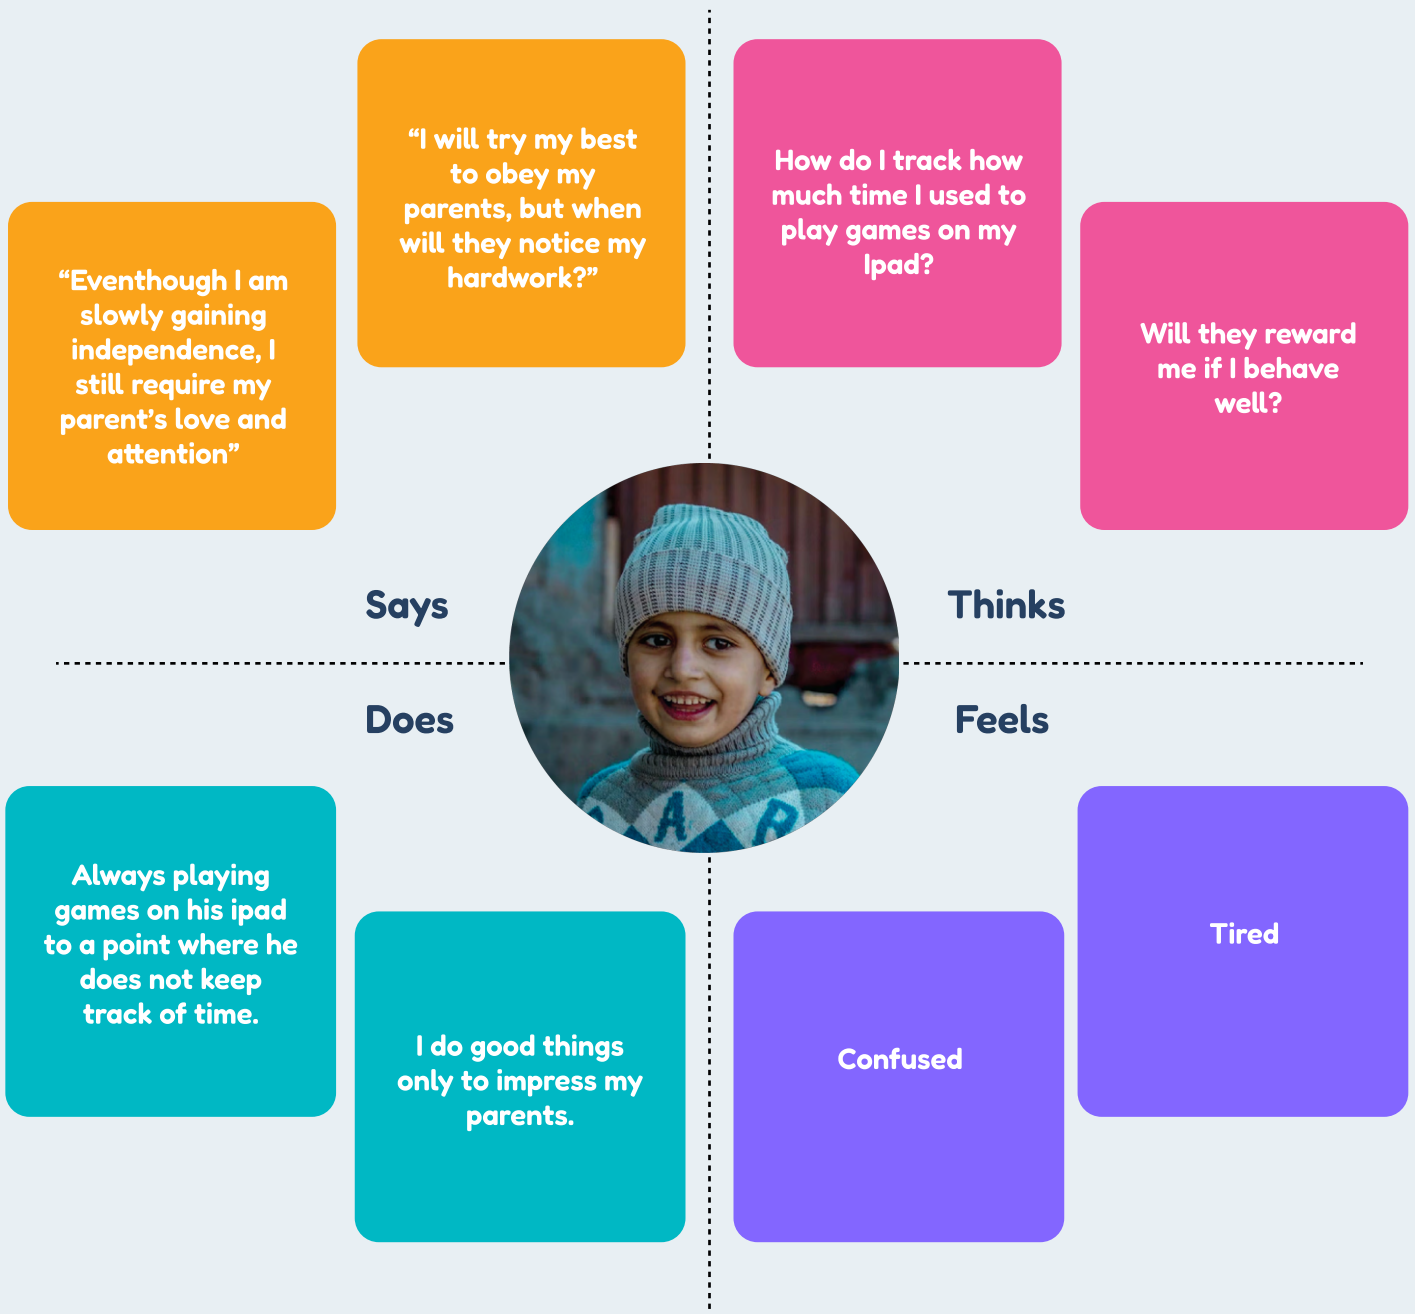 “I will try my best
to obey my
parents, but when
will they notice my
hardwork?”
How do I track how
much time I used to
play games on my
Ipad?
“Eventhough I am
slowly gaining
independence, I
still require my
parent’s love and
attention”
Will they reward
me if I behave
well?
Says
Thinks
Does
Feels
A R
Always playing
games on his ipad
to a point where he
does not keep
track of time.
I do good things
only to impress my
parents.
Confused
Tired